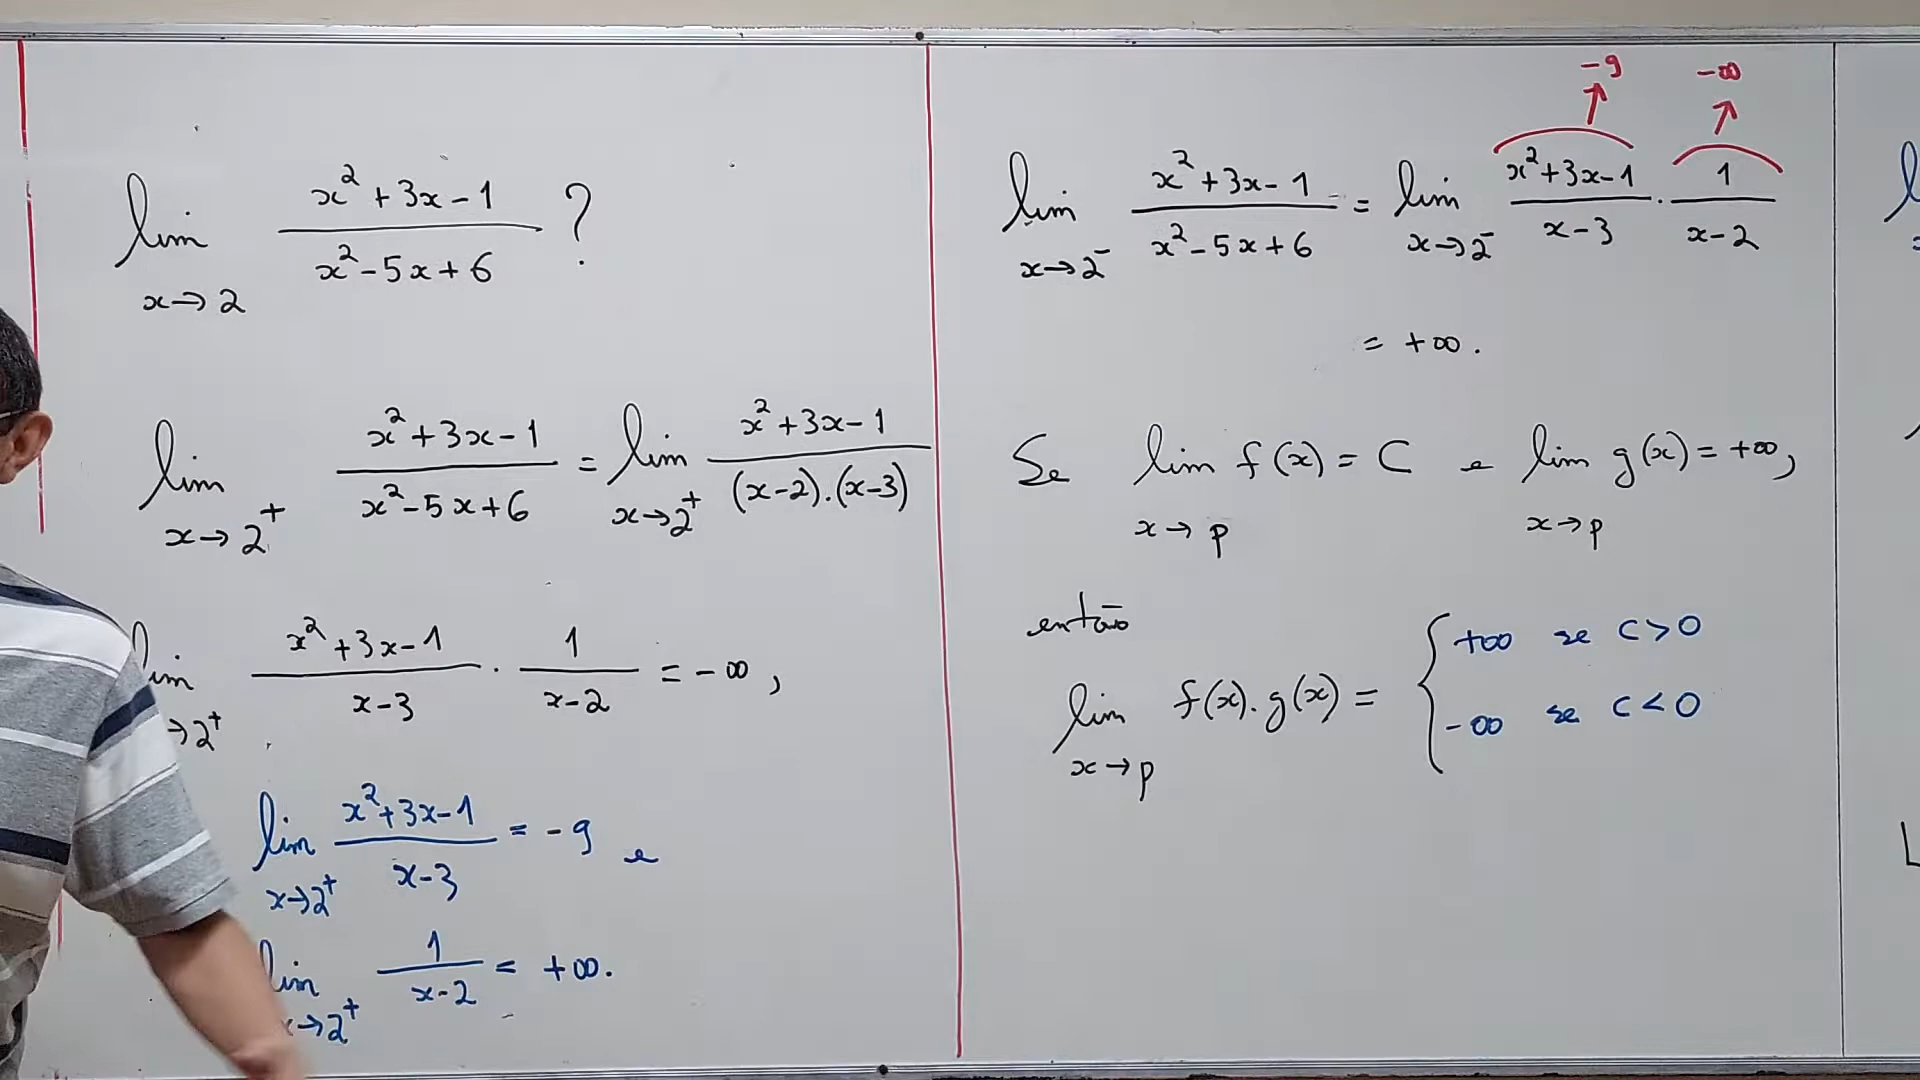 lim x→2 (x² + 3x - 1)/(x² - 5x + 6) ?
lim x→2⁺ (x² + 3x - 1)/(x² - 5x + 6) = lim x→2⁺ (x² + 3x - 1)/((x-2).(x-3))
lim x→2⁺ (x² + 3x - 1)/(x-3) · 1/(x-2) = -∞ ,
lim x→2⁺ (x² + 3x - 1)/(x-3) = -9 e
lim x→2⁺ 1/(x-2) = +∞.
-9 -∞
lim x→2⁻ (x² + 3x - 1)/(x² - 5x + 6) = lim x→2⁻ (x² + 3x - 1)/(x-3) · 1/(x-2)
= +∞ .
Se lim x→p f(x) = C e lim x→p g(x) = +∞,
então
lim x→p f(x).g(x) = {
+∞ se C > 0
-∞ se C < 0